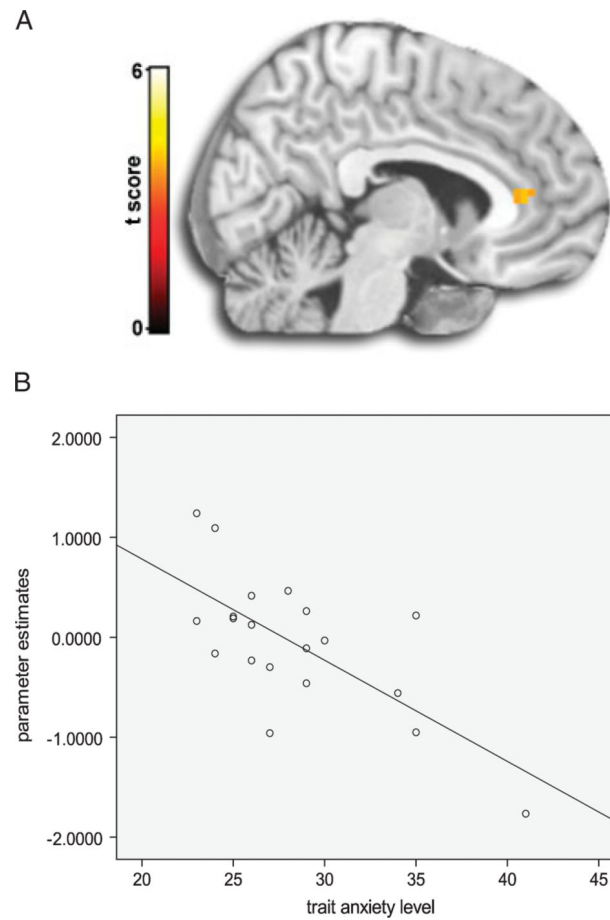 A
6
t score
0
B
2.0000
1.0000
0.0000
-1.0000
-2.0000
parameter estimates
20 25 30 35 40 45
trait anxiety level